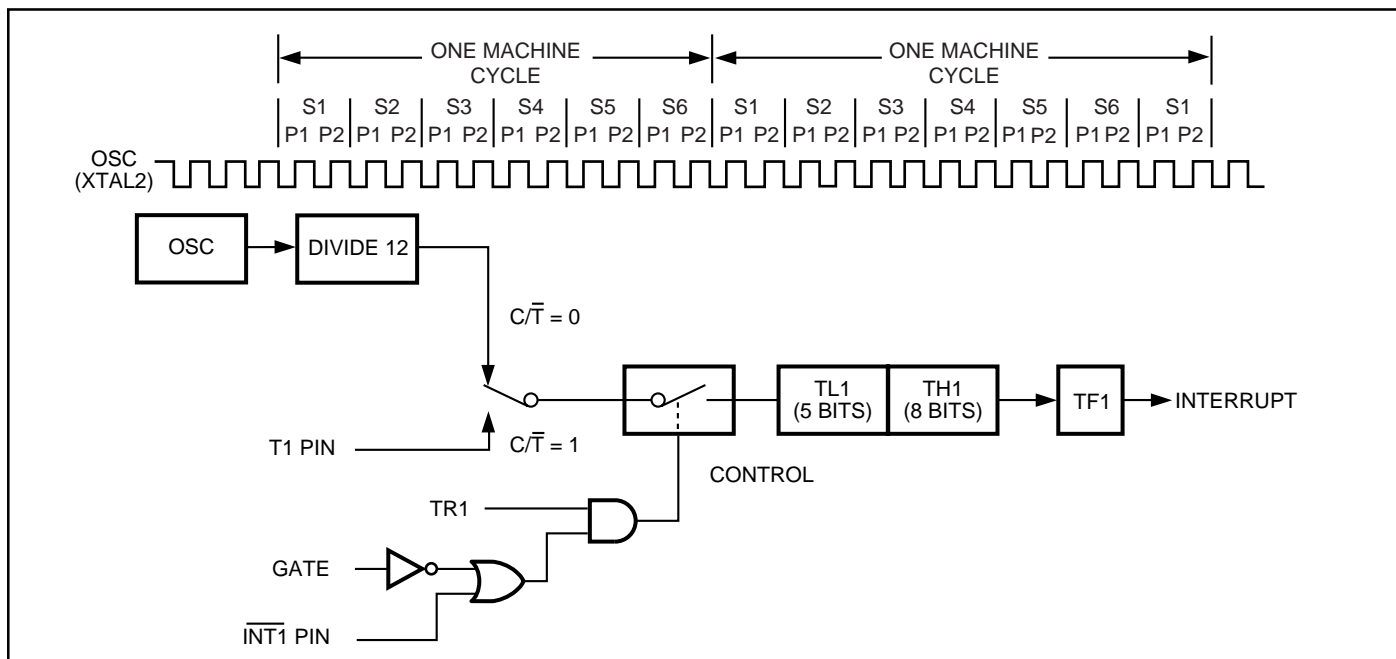 ONE MACHINE CYCLE
ONE MACHINE CYCLE
S1 S2 S3 S4 S5 S6 S1 S2 S3 S4 S5 S6 S1
P1 P2 P1 P2 P1 P2 P1 P2 P1 P2 P1 P2 P1 P2 P1 P2 P1 P2 P1 P2 P1 P2 P1 P2 P1 P2
OSC
(XTAL2)
OSC
DIVIDE 12
C/T̅ = 0
TL1
(5 BITS)
TH1
(8 BITS)
TF1
INTERRUPT
T1 PIN
C/T̅ = 1
CONTROL
TR1
GATE
I̅N̅T̅1̅ PIN